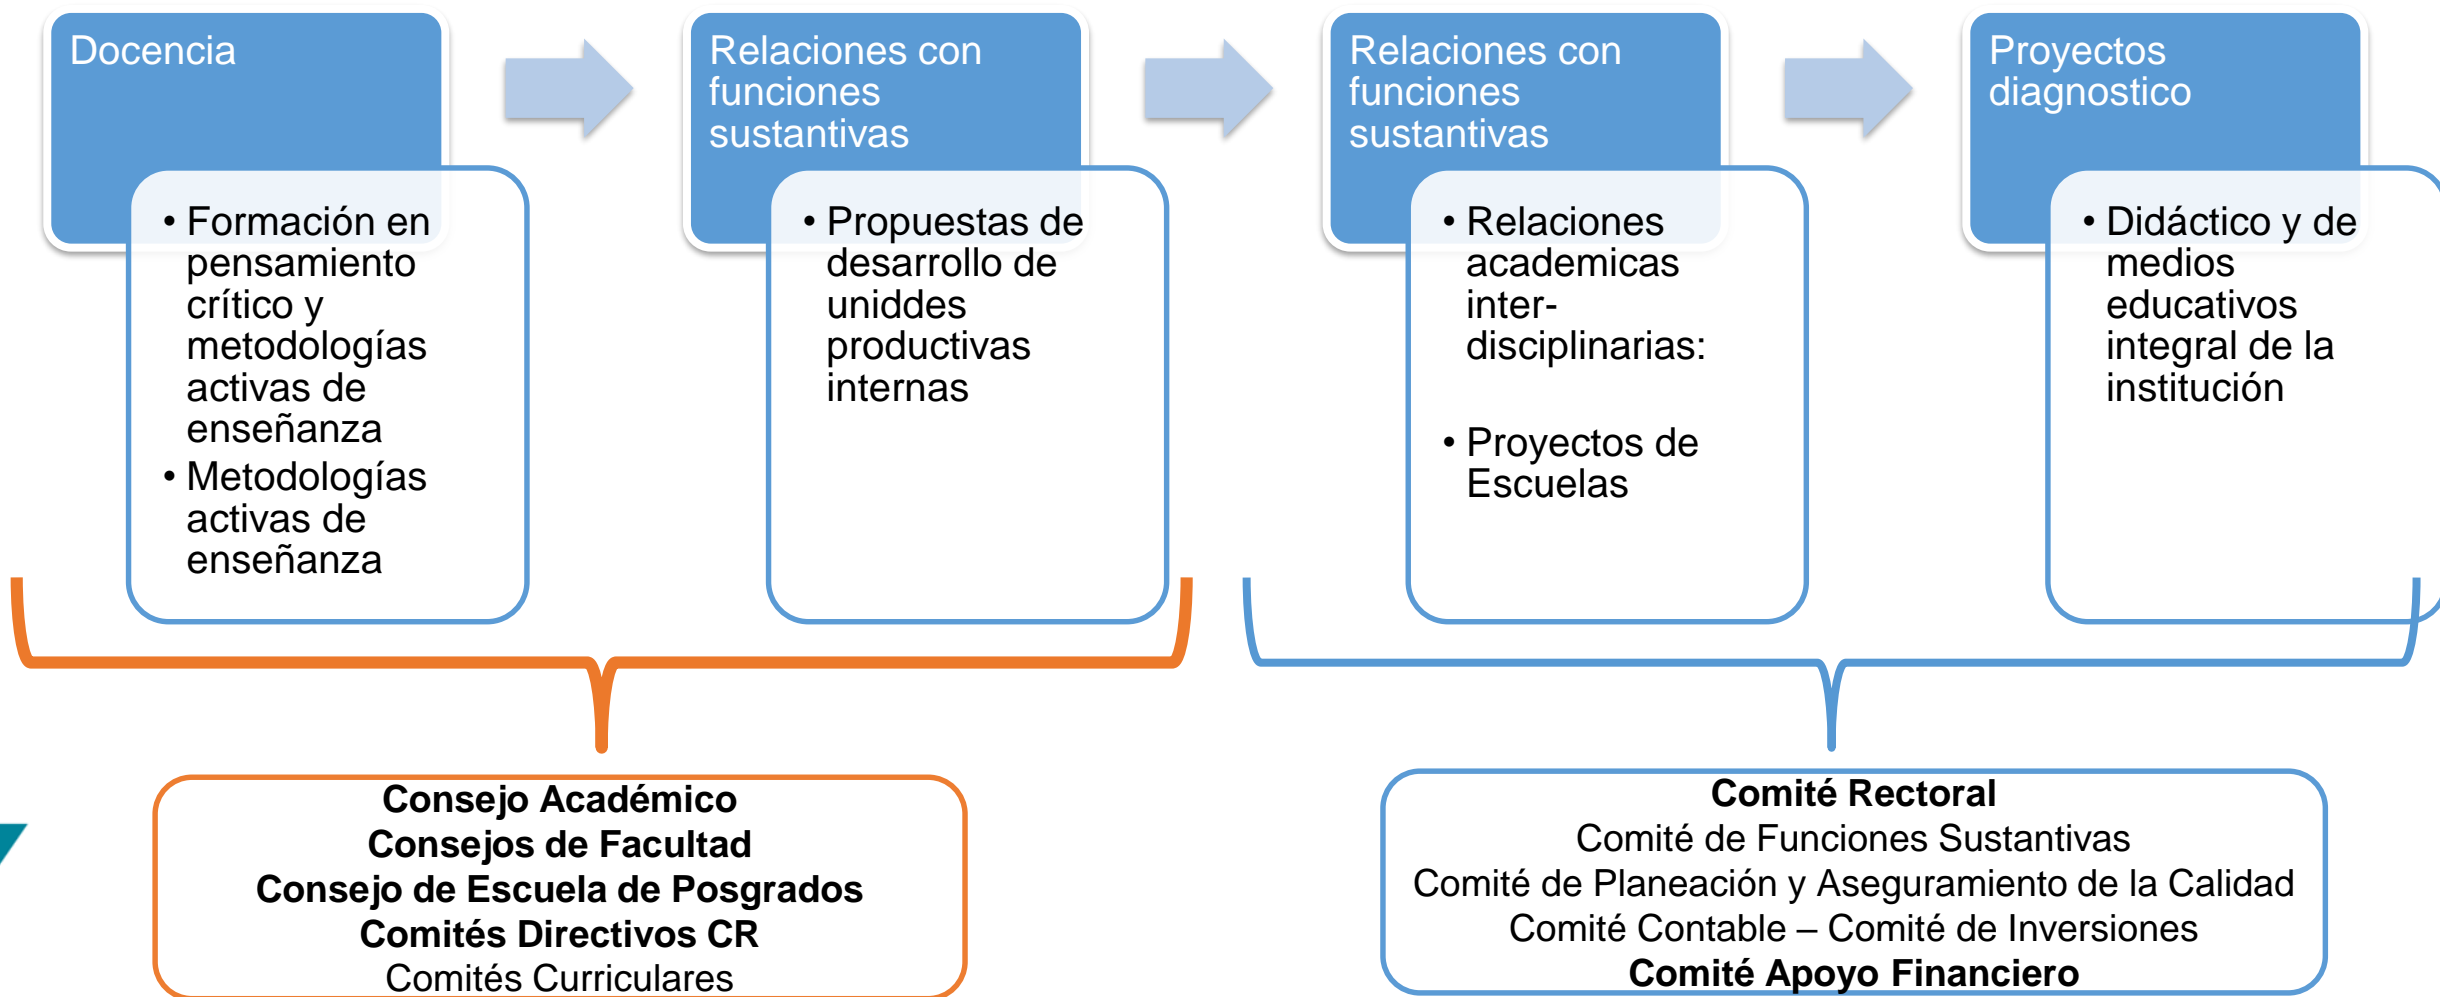 Docencia
• Formación en
pensamiento
crítico y
metodologías
activas de
enseñanza
• Metodologías
activas de
enseñanza
Relaciones con
funciones
sustantivas
• Propuestas de
desarrollo de
uniddes
productivas
internas
Relaciones con
funciones
sustantivas
• Relaciones
academicas
inter-
disciplinarias:
• Proyectos de
Escuelas
Proyectos
diagnostico
• Didáctico y de
medios
educativos
integral de la
institución
Consejo Académico
Consejos de Facultad
Consejo de Escuela de Posgrados
Comités Directivos CR
Comités Curriculares
Comité Rectoral
Comité de Funciones Sustantivas
Comité de Planeación y Aseguramiento de la Calidad
Comité Contable – Comité de Inversiones
Comité Apoyo Financiero